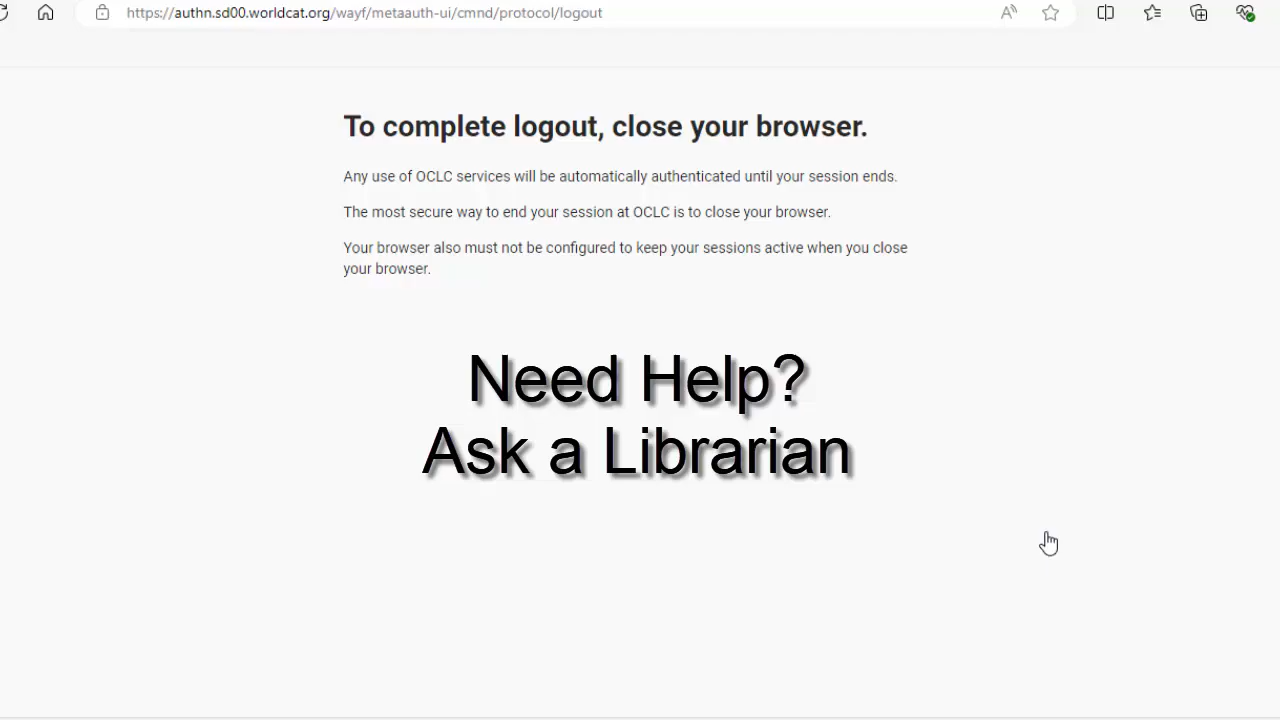 https://authn.sd00.worldcat.org/wayf/metaauth-ui/cmnd/protocol/logout
To complete logout, close your browser.
Any use of OCLC services will be automatically authenticated until your session ends.
The most secure way to end your session at OCLC is to close your browser.
Your browser also must not be configured to keep your sessions active when you close
your browser.
Need Help?
Ask a Librarian